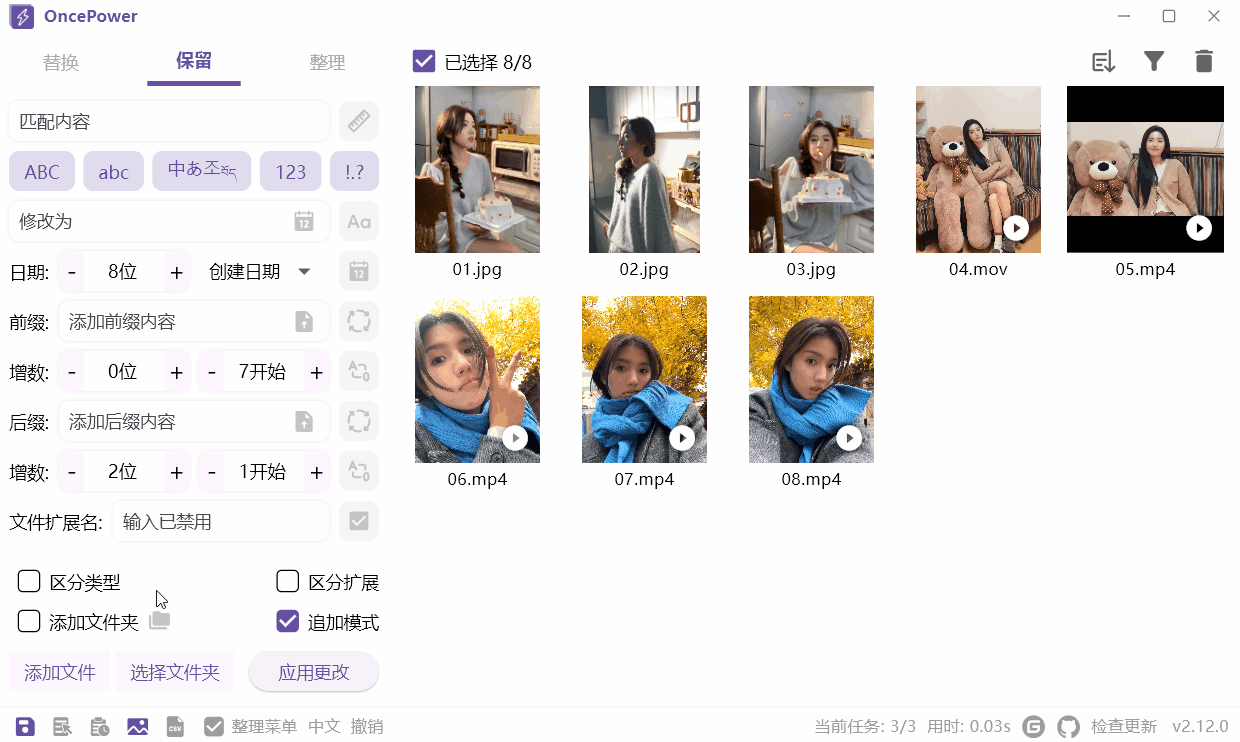 OncePower
替换 保留 整理
已选择 8/8
匹配内容
ABC abc 中あ조ༀ 123 !.?
修改为 12 Aa
日期: - 8位 + 创建日期 12
前缀: 添加前缀内容
增数: - 0位 + - 7开始 +
后缀: 添加后缀内容
增数: - 2位 + - 1开始 +
文件扩展名: 输入已禁用
区分类型 区分扩展
添加文件夹 追加模式
添加文件 选择文件夹 应用更改
01.jpg 02.jpg 03.jpg 04.mov 05.mp4
06.mp4 07.mp4 08.mp4
CSV 整理菜单 中文 撤销 当前任务: 3/3 用时: 0.03s 检查更新 v2.12.0